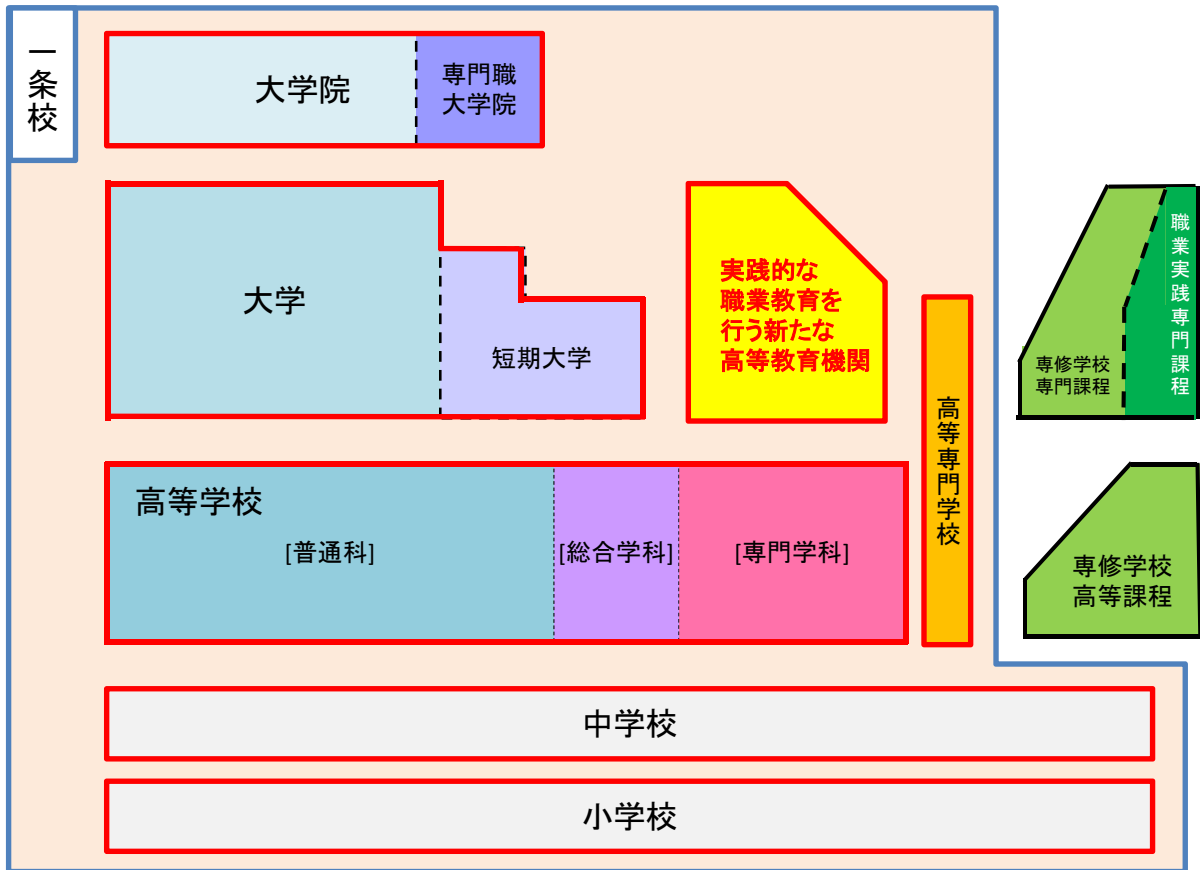 一条校
大学院
専門職
大学院
大学
短期大学
実践的な
職業教育を
行う新たな
高等教育機関
高等専門学校
専修学校
専門課程
職業実践専門課程
高等学校
[普通科]
[総合学科]
[専門学科]
専修学校
高等課程
中学校
小学校